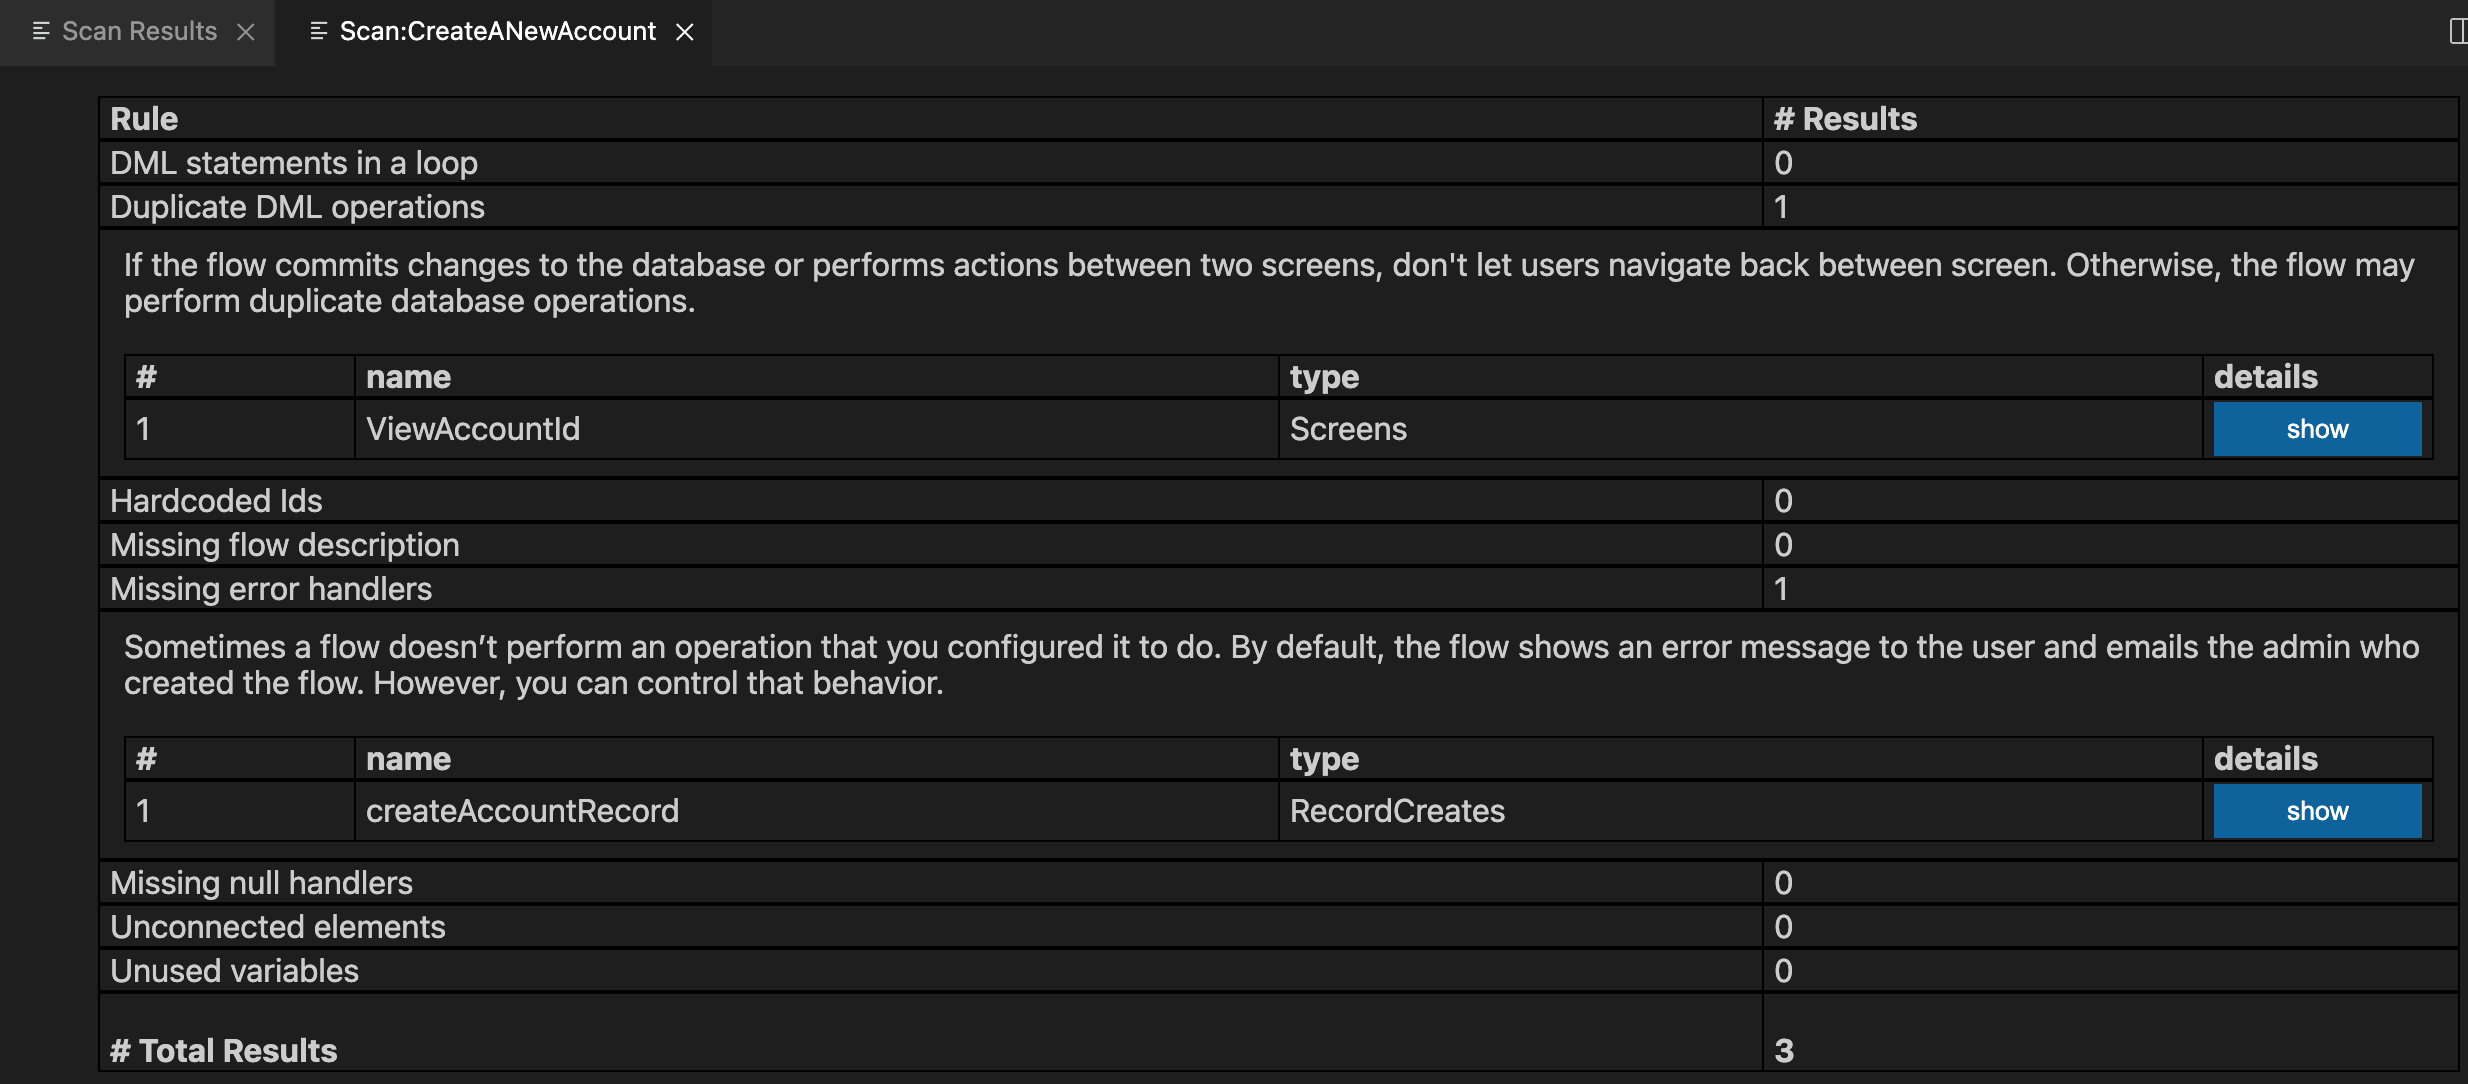 Scan Results
Scan:CreateANewAccount
Rule # Results
DML statements in a loop 0
Duplicate DML operations 1
If the flow commits changes to the database or performs actions between two screens, don't let users navigate back between screen. Otherwise, the flow may
perform duplicate database operations.
# name type details
1 ViewAccountId Screens show
Hardcoded Ids 0
Missing flow description 0
Missing error handlers 1
Sometimes a flow doesn’t perform an operation that you configured it to do. By default, the flow shows an error message to the user and emails the admin who
created the flow. However, you can control that behavior.
# name type details
1 createAccountRecord RecordCreates show
Missing null handlers 0
Unconnected elements 0
Unused variables 0
# Total Results 3